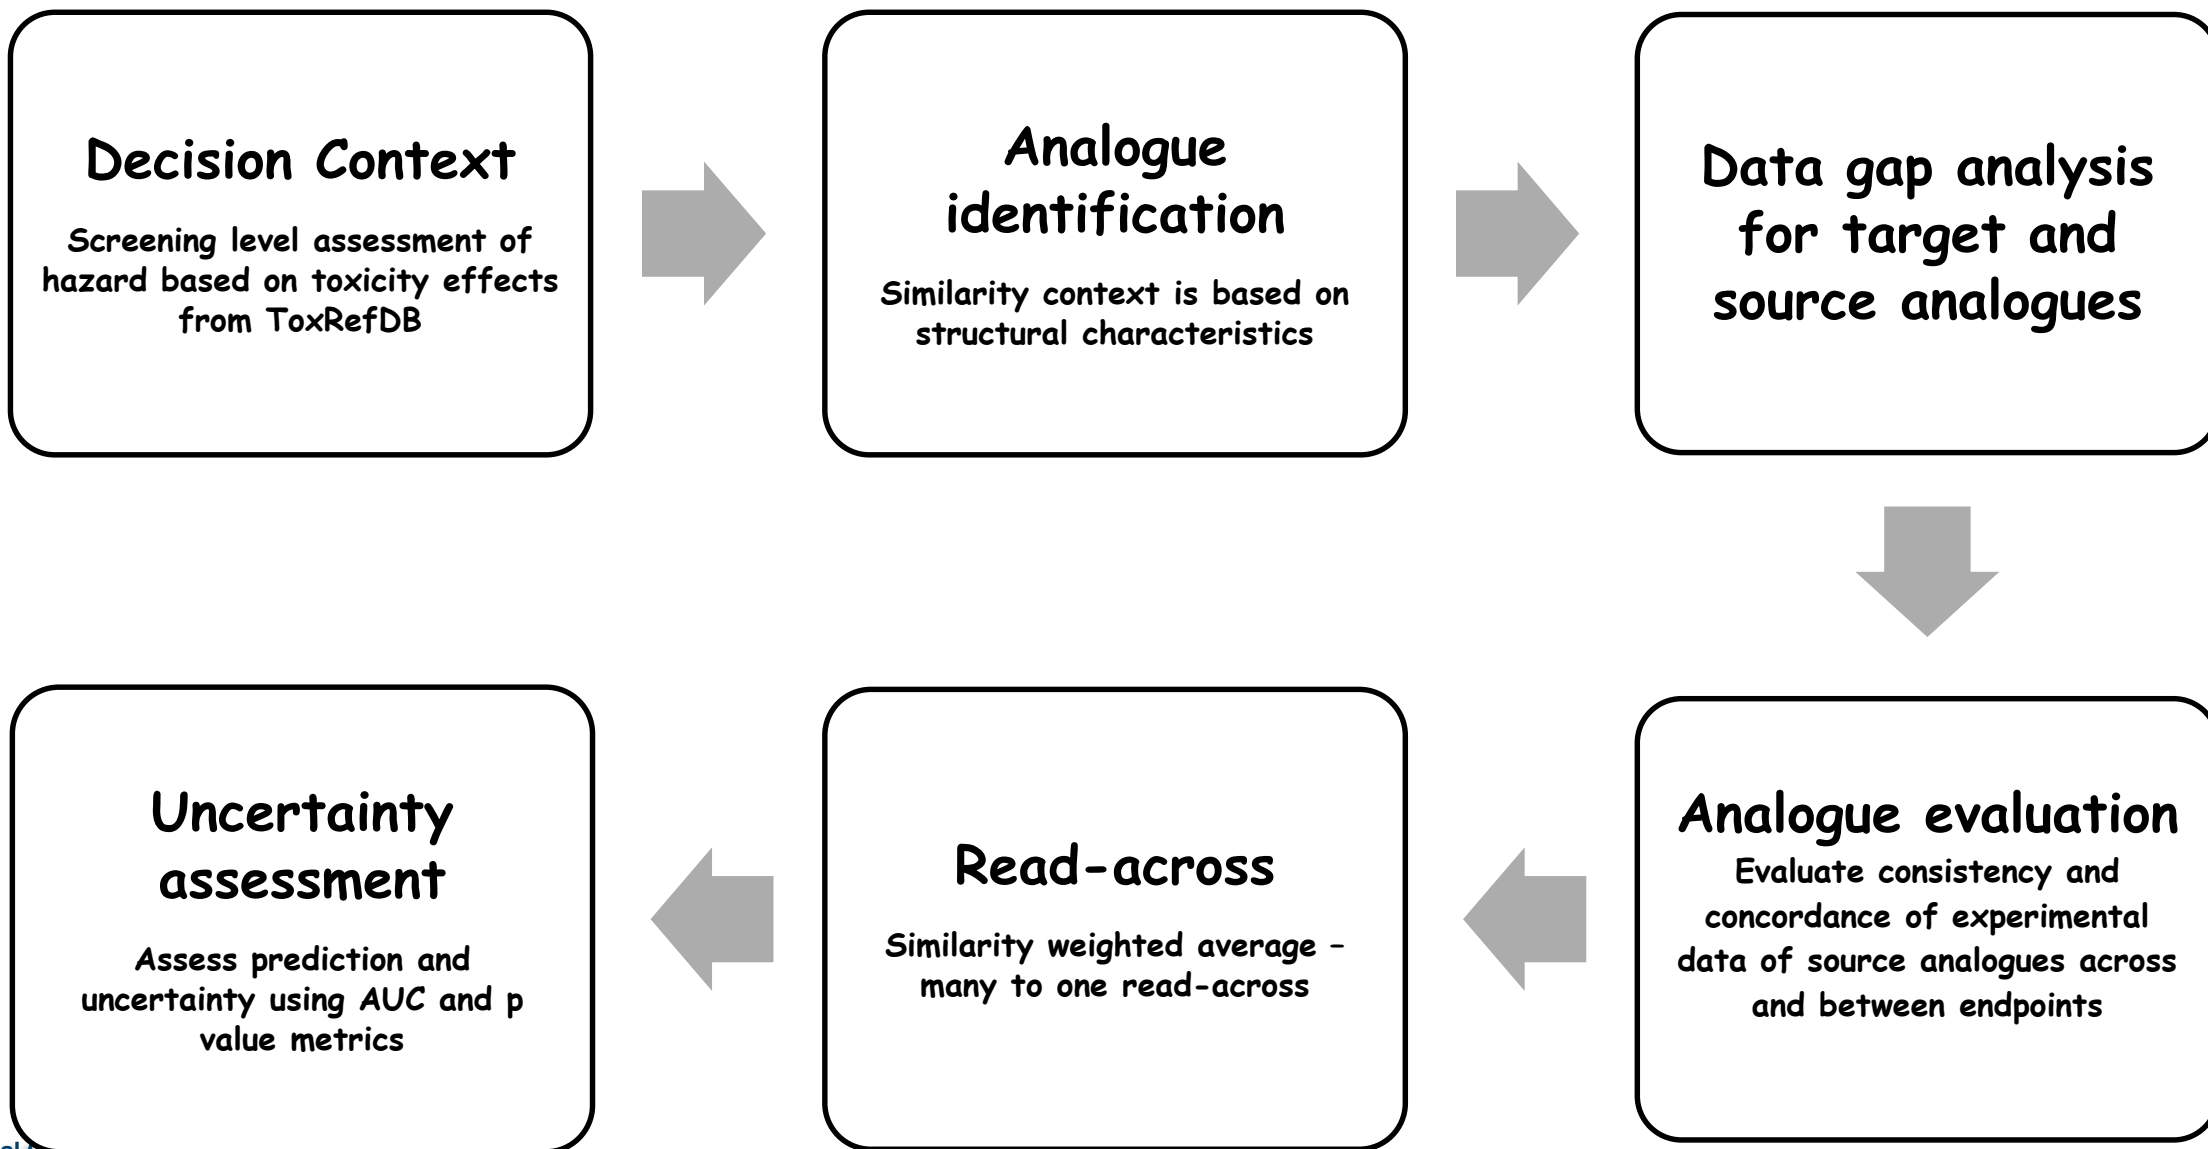 Decision Context
Screening level assessment of
hazard based on toxicity effects
from ToxRefDB
Analogue
identification
Similarity context is based on
structural characteristics
Data gap analysis
for target and
source analogues
Analogue evaluation
Evaluate consistency and
concordance of experimental
data of source analogues across
and between endpoints
Read-across
Similarity weighted average –
many to one read-across
Uncertainty
assessment
Assess prediction and
uncertainty using AUC and p
value metrics